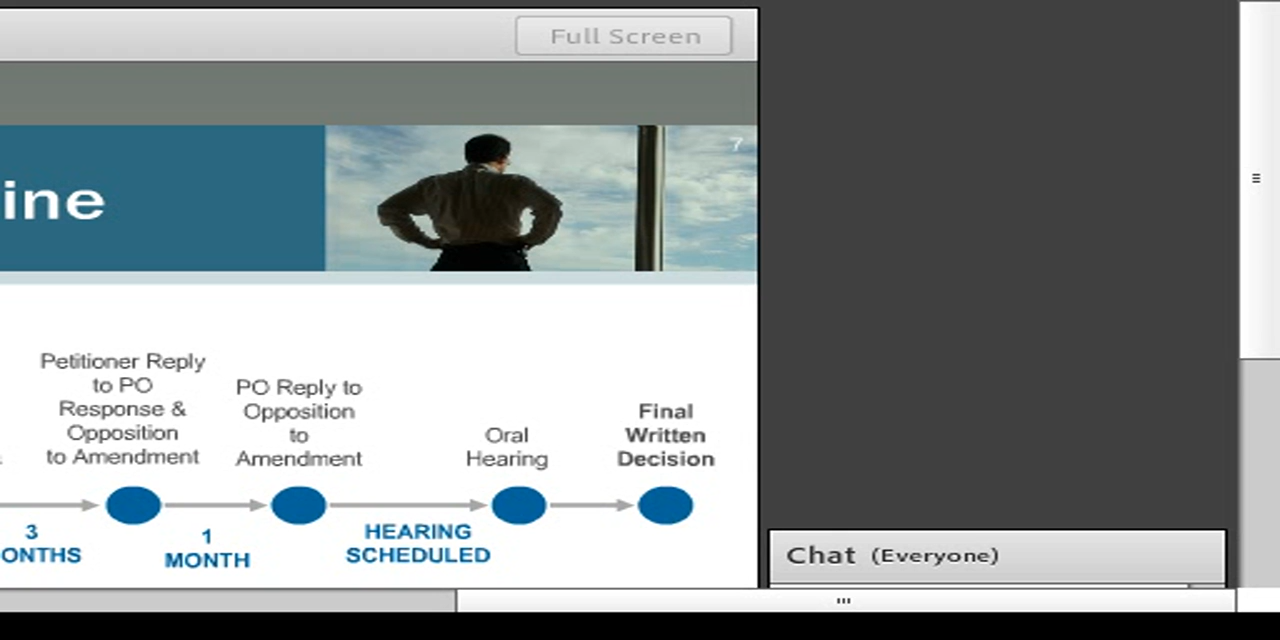 Full Screen
7
ine
Petitioner Reply
to PO
Response &
Opposition
to Amendment
PO Reply to
Opposition
to
Amendment
Oral
Hearing
Final
Written
Decision
3
ONTHS
1
MONTH
HEARING
SCHEDULED
Chat (Everyone)